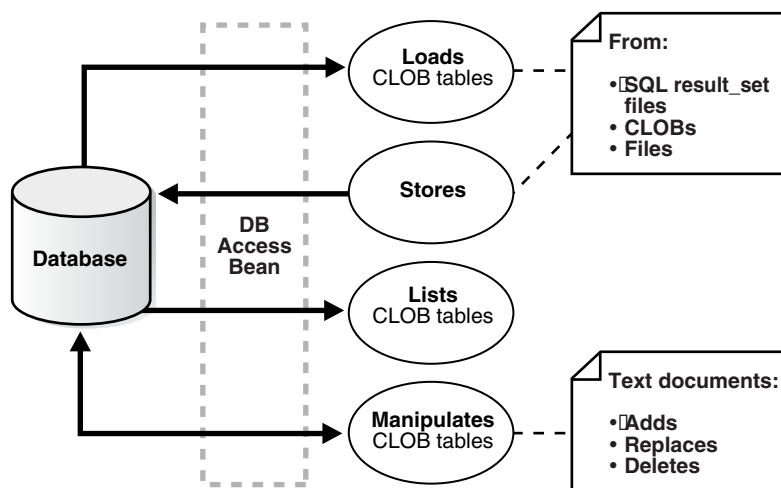 Loads
CLOB tables
From:
• SQL result_set
files
• CLOBs
• Files
Stores
Database
DB
Access
Bean
Lists
CLOB tables
Manipulates
CLOB tables
Text documents:
• Adds
• Replaces
• Deletes